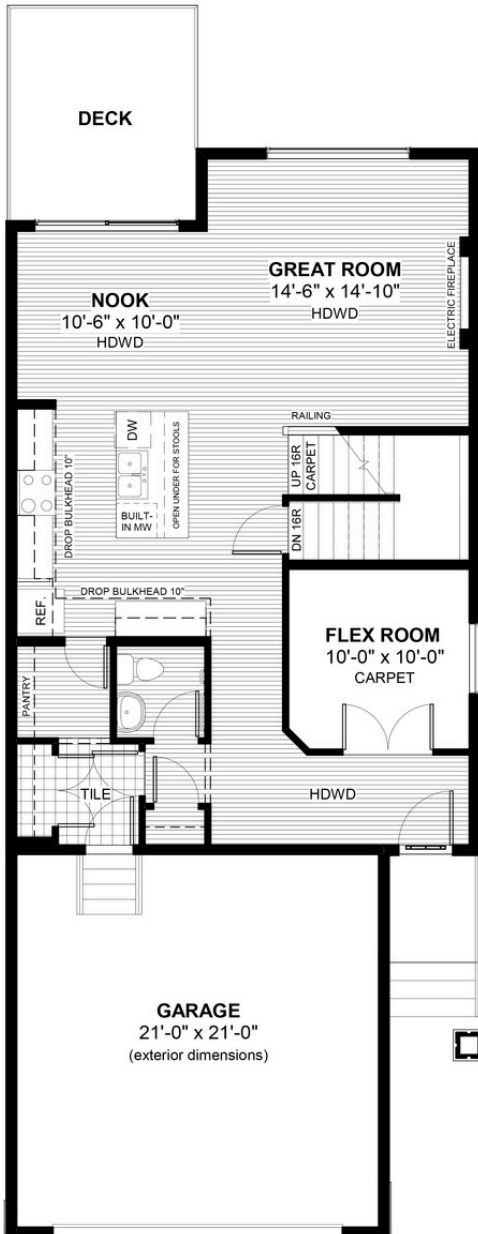 DECK
GREAT ROOM
14'-6" x 14'-10"
HDWD
ELECTRIC FIREPLACE
NOOK
10'-6" x 10'-0"
HDWD
RAILING
DW
BUILT-
IN MW
OPEN UNDER FOR STOOLS
UP 16R
CARPET
DN 16R
DROP BULKHEAD 10"
DROP BULKHEAD 10"
REF.
FLEX ROOM
10'-0" x 10'-0"
CARPET
PANTRY
TILE
HDWD
GARAGE
21'-0" x 21'-0"
(exterior dimensions)